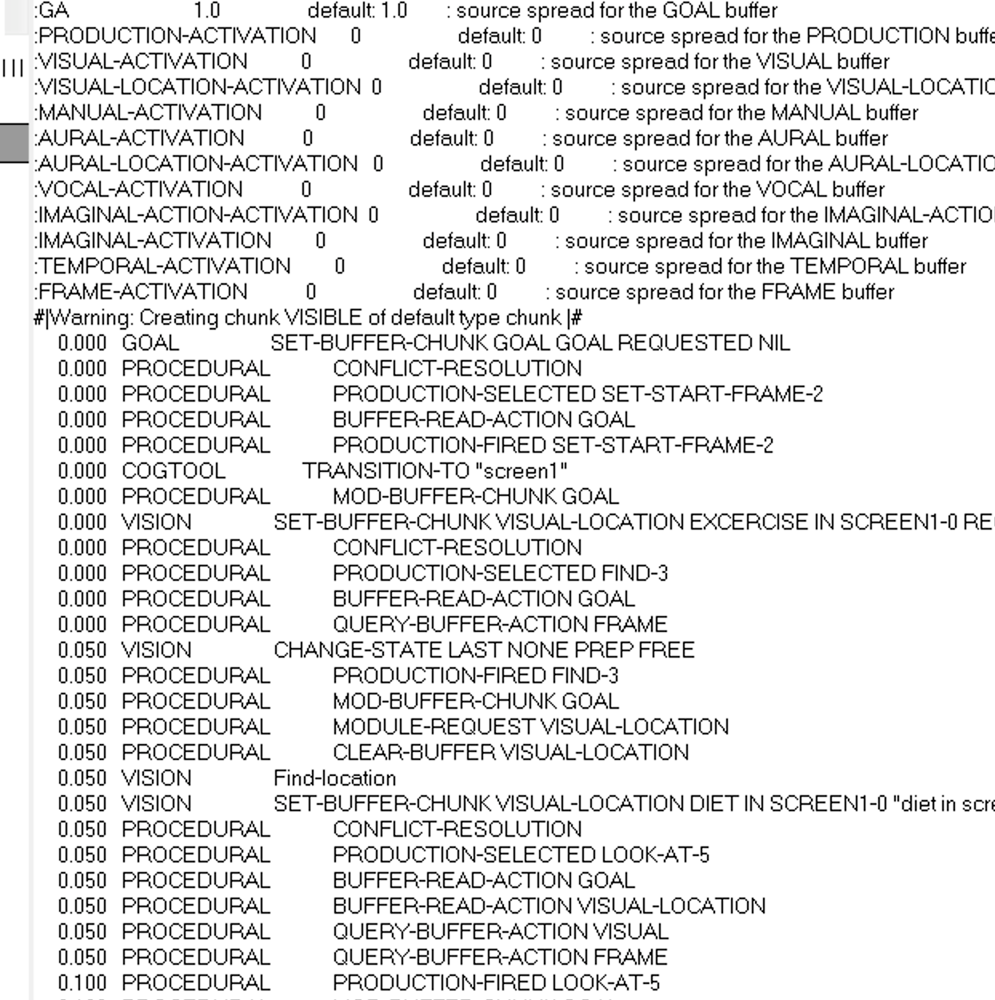 :GA 1.0 default: 1.0 : source spread for the GOAL buffer
:PRODUCTION-ACTIVATION 0 default: 0 : source spread for the PRODUCTION buffe
:VISUAL-ACTIVATION 0 default: 0 : source spread for the VISUAL buffer
:VISUAL-LOCATION-ACTIVATION 0 default: 0 : source spread for the VISUAL-LOCATIO
:MANUAL-ACTIVATION 0 default: 0 : source spread for the MANUAL buffer
:AURAL-ACTIVATION 0 default: 0 : source spread for the AURAL buffer
:AURAL-LOCATION-ACTIVATION 0 default: 0 : source spread for the AURAL-LOCATIO
:VOCAL-ACTIVATION 0 default: 0 : source spread for the VOCAL buffer
:IMAGINAL-ACTION-ACTIVATION 0 default: 0 : source spread for the IMAGINAL-ACTIO
:IMAGINAL-ACTIVATION 0 default: 0 : source spread for the IMAGINAL buffer
:TEMPORAL-ACTIVATION 0 default: 0 : source spread for the TEMPORAL buffer
:FRAME-ACTIVATION 0 default: 0 : source spread for the FRAME buffer
#|Warning: Creating chunk VISIBLE of default type chunk |#
0.000 GOAL SET-BUFFER-CHUNK GOAL GOAL REQUESTED NIL
0.000 PROCEDURAL CONFLICT-RESOLUTION
0.000 PROCEDURAL PRODUCTION-SELECTED SET-START-FRAME-2
0.000 PROCEDURAL BUFFER-READ-ACTION GOAL
0.000 PROCEDURAL PRODUCTION-FIRED SET-START-FRAME-2
0.000 COGTOOL TRANSITION-TO "screen1"
0.000 PROCEDURAL MOD-BUFFER-CHUNK GOAL
0.000 VISION SET-BUFFER-CHUNK VISUAL-LOCATION EXCERCISE IN SCREEN1-0 RE
0.000 PROCEDURAL CONFLICT-RESOLUTION
0.000 PROCEDURAL PRODUCTION-SELECTED FIND-3
0.000 PROCEDURAL BUFFER-READ-ACTION GOAL
0.000 PROCEDURAL QUERY-BUFFER-ACTION FRAME
0.050 VISION CHANGE-STATE LAST NONE PREP FREE
0.050 PROCEDURAL PRODUCTION-FIRED FIND-3
0.050 PROCEDURAL MOD-BUFFER-CHUNK GOAL
0.050 PROCEDURAL MODULE-REQUEST VISUAL-LOCATION
0.050 PROCEDURAL CLEAR-BUFFER VISUAL-LOCATION
0.050 VISION Find-location
0.050 VISION SET-BUFFER-CHUNK VISUAL-LOCATION DIET IN SCREEN1-0 "diet in scre
0.050 PROCEDURAL CONFLICT-RESOLUTION
0.050 PROCEDURAL PRODUCTION-SELECTED LOOK-AT-5
0.050 PROCEDURAL BUFFER-READ-ACTION GOAL
0.050 PROCEDURAL BUFFER-READ-ACTION VISUAL-LOCATION
0.050 PROCEDURAL QUERY-BUFFER-ACTION VISUAL
0.050 PROCEDURAL QUERY-BUFFER-ACTION FRAME
0.100 PROCEDURAL PRODUCTION-FIRED LOOK-AT-5